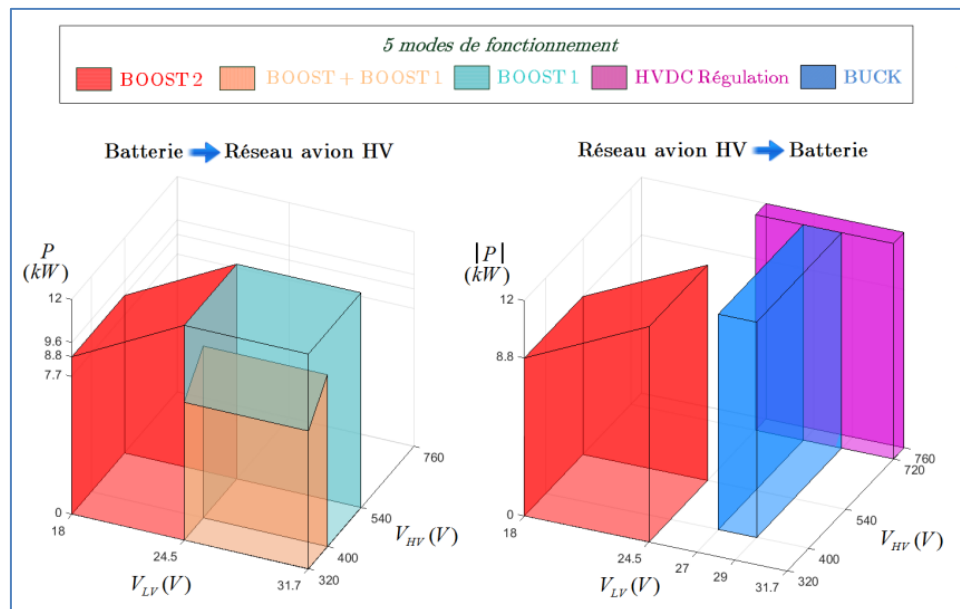 5 modes de fonctionnement
BOOST 2 BOOST + BOOST 1 BOOST 1 HVDC Régulation BUCK
Batterie Réseau avion HV
P
(kW)
12
9.6
8.8
7.7
0
18
24.5
31.7
320
400
540
760
V_LV (V)
V_HV (V)
Réseau avion HV Batterie
|P|
(kW)
12
8.8
0
18
24.5
27
29
31.7
320
400
540
720
760
V_LV (V)
V_HV (V)